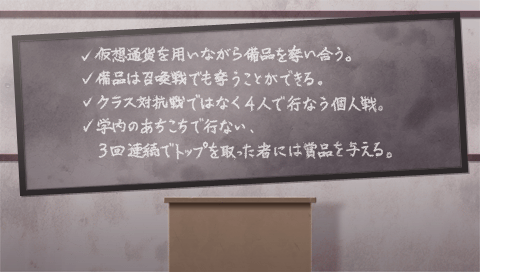 ✓仮想通貨を用いながら備品を奪い合う。
✓備品は召喚戦でも奪うことができる。
✓クラス対抗戦ではなく4人で行なう個人戦。
✓学内のあちこちで行ない、
3回連続でトップを取った者には賞品を与える。